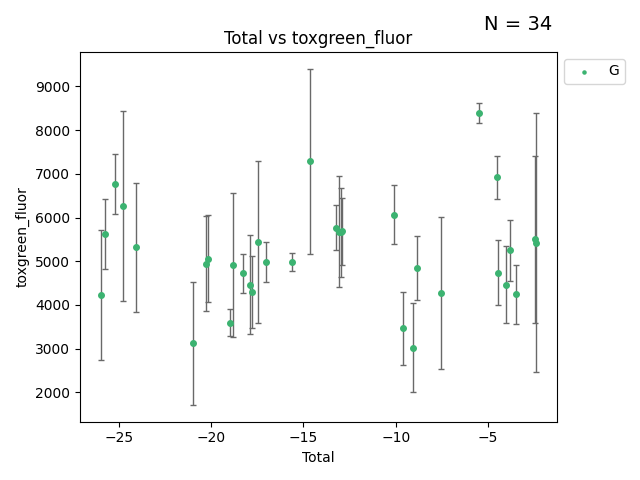 N = 34
Total vs toxgreen_fluor
G
toxgreen_fluor
9000
8000
7000
6000
5000
4000
3000
2000
−25 −20 −15 −10 −5
Total